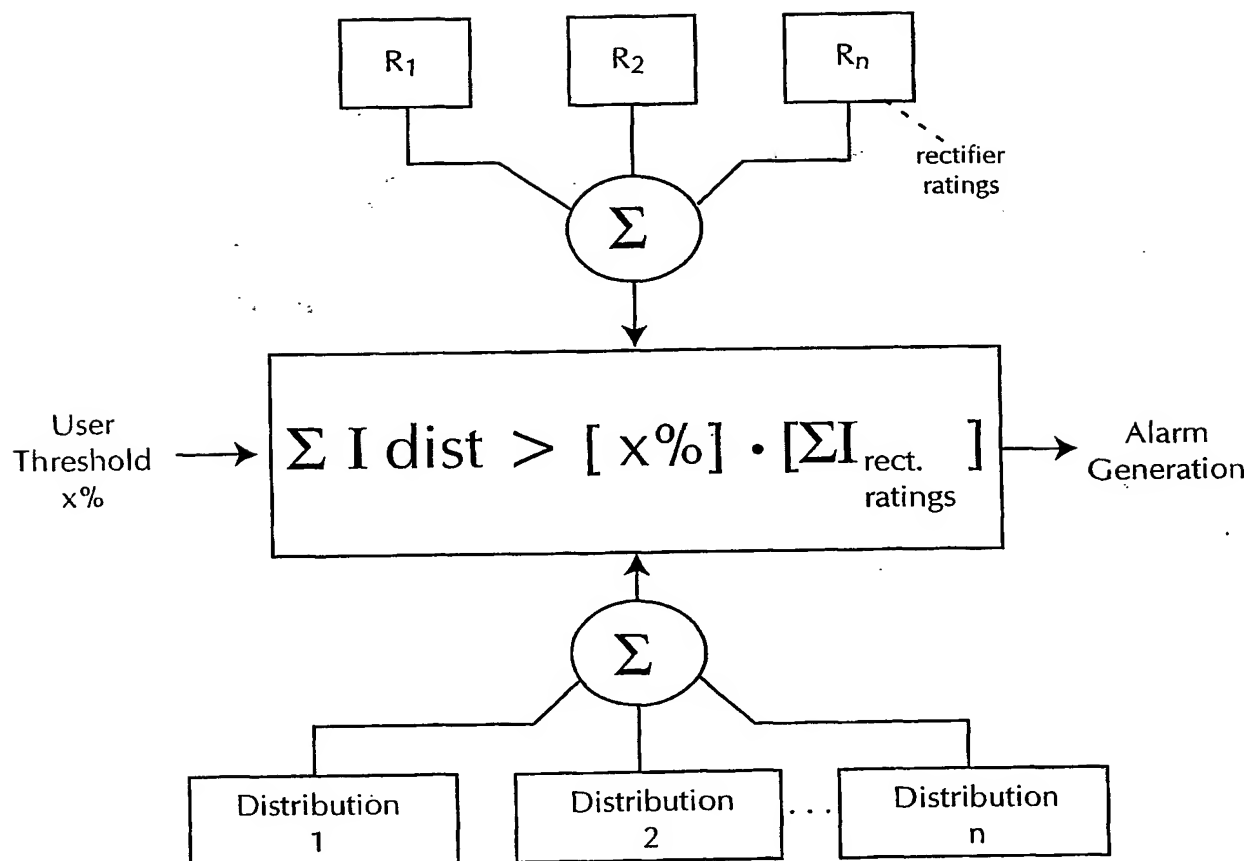 R1 R2 Rn
rectifier
ratings
Σ
User
Threshold
x%
Σ I dist > [ x%] • [ΣI rect. ]
ratings
Alarm
Generation
Σ
Distribution
1
Distribution
2
...
Distribution
n